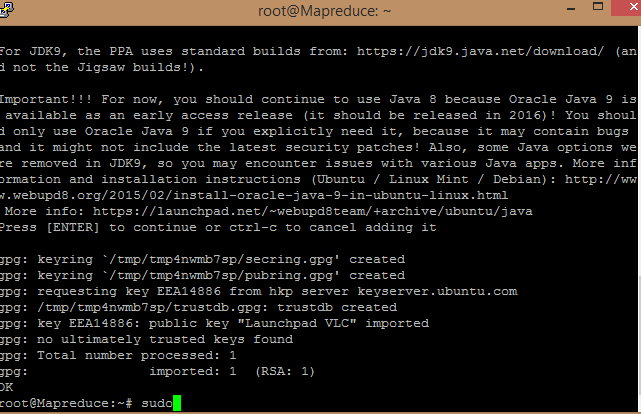 root@Mapreduce: ~
For JDK9, the PPA uses standard builds from: https://jdk9.java.net/download/ (an
d not the Jigsaw builds!).
Important!!! For now, you should continue to use Java 8 because Oracle Java 9 is
 available as an early access release (it should be released in 2016)! You shoul
d only use Oracle Java 9 if you explicitly need it, because it may contain bugs
and it might not include the latest security patches! Also, some Java options we
re removed in JDK9, so you may encounter issues with various Java apps. More inf
ormation and installation instructions (Ubuntu / Linux Mint / Debian): http://ww
w.webupd8.org/2015/02/install-oracle-java-9-in-ubuntu-linux.html
 More info: https://launchpad.net/~webupd8team/+archive/ubuntu/java
Press [ENTER] to continue or ctrl-c to cancel adding it
gpg: keyring `/tmp/tmp4nwmb7sp/secring.gpg' created
gpg: keyring `/tmp/tmp4nwmb7sp/pubring.gpg' created
gpg: requesting key EEA14886 from hkp server keyserver.ubuntu.com
gpg: /tmp/tmp4nwmb7sp/trustdb.gpg: trustdb created
gpg: key EEA14886: public key "Launchpad VLC" imported
gpg: no ultimately trusted keys found
gpg: Total number processed: 1
gpg:               imported: 1  (RSA: 1)
OK
root@Mapreduce:~# sudo